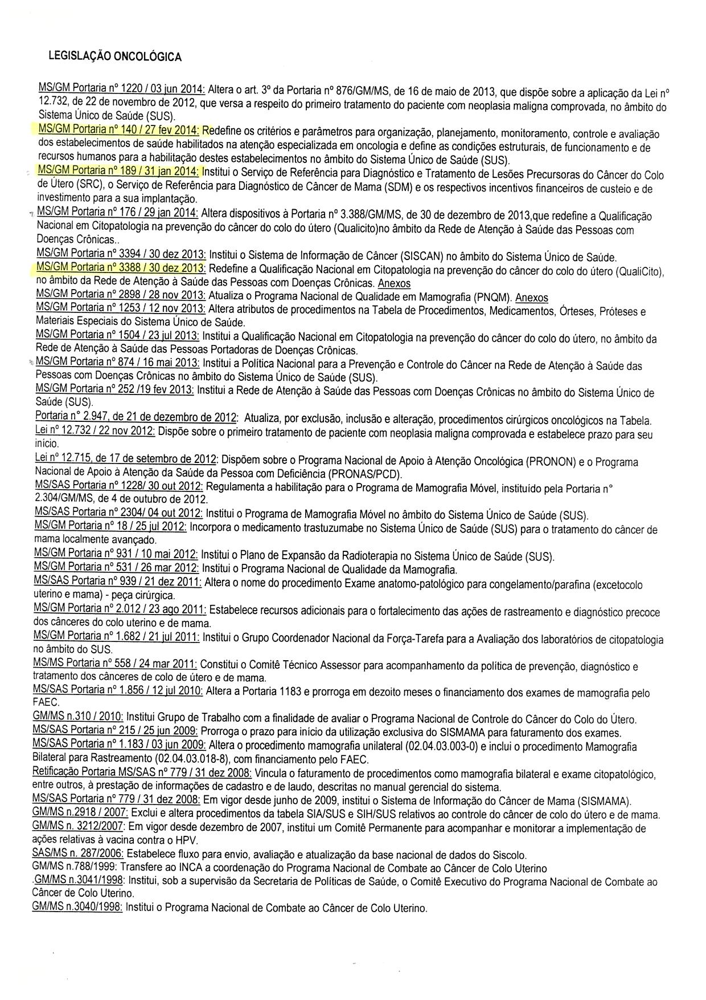 LEGISLAÇÃO ONCOLÓGICA
MS/GM Portaria nº 1220 / 03 jun 2014: Altera o art. 3º da Portaria nº 876/GM/MS, de 16 de maio de 2013, que dispõe sobre a aplicação da Lei nº
12.732, de 22 de novembro de 2012, que versa a respeito do primeiro tratamento do paciente com neoplasia maligna comprovada, no âmbito do
Sistema Único de Saúde (SUS).
MS/GM Portaria nº 140 / 27 fev 2014: Redefine os critérios e parâmetros para organização, planejamento, monitoramento, controle e avaliação
dos estabelecimentos de saúde habilitados na atenção especializada em oncologia e define as condições estruturais, de funcionamento e de
recursos humanos para a habilitação destes estabelecimentos no âmbito do Sistema Único de Saúde (SUS).
MS/GM Portaria nº 189 / 31 jan 2014: Institui o Serviço de Referência para Diagnóstico e Tratamento de Lesões Precursoras do Câncer do Colo
de Útero (SRC), o Serviço de Referência para Diagnóstico de Câncer de Mama (SDM) e os respectivos incentivos financeiros de custeio e de
investimento para a sua implantação.
MS/GM Portaria nº 176 / 29 jan 2014: Altera dispositivos à Portaria nº 3.388/GM/MS, de 30 de dezembro de 2013,que redefine a Qualificação
Nacional em Citopatologia na prevenção do câncer do colo do útero (Qualicito)no âmbito da Rede de Atenção à Saúde das Pessoas com
Doenças Crônicas..
MS/GM Portaria nº 3394 / 30 dez 2013: Institui o Sistema de Informação de Câncer (SISCAN) no âmbito do Sistema Único de Saúde.
MS/GM Portaria nº 3388 / 30 dez 2013: Redefine a Qualificação Nacional em Citopatologia na prevenção do câncer do colo do útero (QualiCito),
no âmbito da Rede de Atenção à Saúde das Pessoas com Doenças Crônicas. Anexos
MS/GM Portaria nº 2898 / 28 nov 2013: Atualiza o Programa Nacional de Qualidade em Mamografia (PNQM). Anexos
MS/GM Portaria nº 1253 / 12 nov 2013: Altera atributos de procedimentos na Tabela de Procedimentos, Medicamentos, Órteses, Próteses e
Materiais Especiais do Sistema Único de Saúde.
MS/GM Portaria nº 1504 / 23 jul 2013: Institui a Qualificação Nacional em Citopatologia na prevenção do câncer do colo do útero, no âmbito da
Rede de Atenção à Saúde das Pessoas Portadoras de Doenças Crônicas.
MS/GM Portaria nº 874 / 16 mai 2013: Institui a Política Nacional para a Prevenção e Controle do Câncer na Rede de Atenção à Saúde das
Pessoas com Doenças Crônicas no âmbito do Sistema Único de Saúde (SUS).
MS/GM Portaria nº 252 /19 fev 2013: Institui a Rede de Atenção à Saúde das Pessoas com Doenças Crônicas no âmbito do Sistema Único de
Saúde (SUS).
Portaria n° 2.947, de 21 de dezembro de 2012: Atualiza, por exclusão, inclusão e alteração, procedimentos cirúrgicos oncológicos na Tabela.
Lei nº 12.732 / 22 nov 2012: Dispõe sobre o primeiro tratamento de paciente com neoplasia maligna comprovada e estabelece prazo para seu
início.
Lei nº 12.715, de 17 de setembro de 2012: Dispõem sobre o Programa Nacional de Apoio à Atenção Oncológica (PRONON) e o Programa
Nacional de Apoio à Atenção da Saúde da Pessoa com Deficiência (PRONAS/PCD).
MS/SAS Portaria nº 1228/ 30 out 2012: Regulamenta a habilitação para o Programa de Mamografia Móvel, instituído pela Portaria n°
2.304/GM/MS, de 4 de outubro de 2012.
MS/SAS Portaria nº 2304/ 04 out 2012: Institui o Programa de Mamografia Móvel no âmbito do Sistema Único de Saúde (SUS).
MS/GM Portaria nº 18 / 25 jul 2012: Incorpora o medicamento trastuzumabe no Sistema Único de Saúde (SUS) para o tratamento do câncer de
mama localmente avançado.
MS/GM Portaria nº 931 / 10 mai 2012: Institui o Plano de Expansão da Radioterapia no Sistema Único de Saúde (SUS).
MS/GM Portaria nº 531 / 26 mar 2012: Institui o Programa Nacional de Qualidade da Mamografia.
MS/SAS Portaria nº 939 / 21 dez 2011: Altera o nome do procedimento Exame anatomo-patológico para congelamento/parafina (excetocolo
uterino e mama) - peça cirúrgica.
MS/GM Portaria nº 2.012 / 23 ago 2011: Estabelece recursos adicionais para o fortalecimento das ações de rastreamento e diagnóstico precoce
dos cânceres do colo uterino e de mama.
MS/GM Portaria nº 1.682 / 21 jul 2011: Institui o Grupo Coordenador Nacional da Força-Tarefa para a Avaliação dos laboratórios de citopatologia
no âmbito do SUS.
MS/MS Portaria nº 558 / 24 mar 2011: Constitui o Comitê Técnico Assessor para acompanhamento da política de prevenção, diagnóstico e
tratamento dos cânceres de colo de útero e de mama.
MS/SAS Portaria nº 1.856 / 12 jul 2010: Altera a Portaria 1183 e prorroga em dezoito meses o financiamento dos exames de mamografia pelo
FAEC.
GM/MS n.310 / 2010: Institui Grupo de Trabalho com a finalidade de avaliar o Programa Nacional de Controle do Câncer do Colo do Útero.
MS/SAS Portaria nº 215 / 25 jun 2009: Prorroga o prazo para início da utilização exclusiva do SISMAMA para faturamento dos exames.
MS/SAS Portaria nº 1.183 / 03 jun 2009: Altera o procedimento mamografia unilateral (02.04.03.003-0) e inclui o procedimento Mamografia
Bilateral para Rastreamento (02.04.03.018-8), com financiamento pelo FAEC.
Retificação Portaria MS/SAS nº 779 / 31 dez 2008: Vincula o faturamento de procedimentos como mamografia bilateral e exame citopatológico,
entre outros, à prestação de informações de cadastro e de laudo, descritas no manual gerencial do sistema.
MS/SAS Portaria nº 779 / 31 dez 2008: Em vigor desde junho de 2009, institui o Sistema de Informação do Câncer de Mama (SISMAMA).
GM/MS n.2918 / 2007: Exclui e altera procedimentos da tabela SIA/SUS e SIH/SUS relativos ao controle do câncer de colo do útero e de mama.
GM/MS n. 3212/2007: Em vigor desde dezembro de 2007, institui um Comitê Permanente para acompanhar e monitorar a implementação de
ações relativas à vacina contra o HPV.
SAS/MS n. 287/2006: Estabelece fluxo para envio, avaliação e atualização da base nacional de dados do Siscolo.
GM/MS n.788/1999: Transfere ao INCA a coordenação do Programa Nacional de Combate ao Câncer de Colo Uterino
.GM/MS n.3041/1998: Institui, sob a supervisão da Secretaria de Políticas de Saúde, o Comitê Executivo do Programa Nacional de Combate ao
Câncer de Colo Uterino.
GM/MS n.3040/1998: Institui o Programa Nacional de Combate ao Câncer de Colo Uterino.